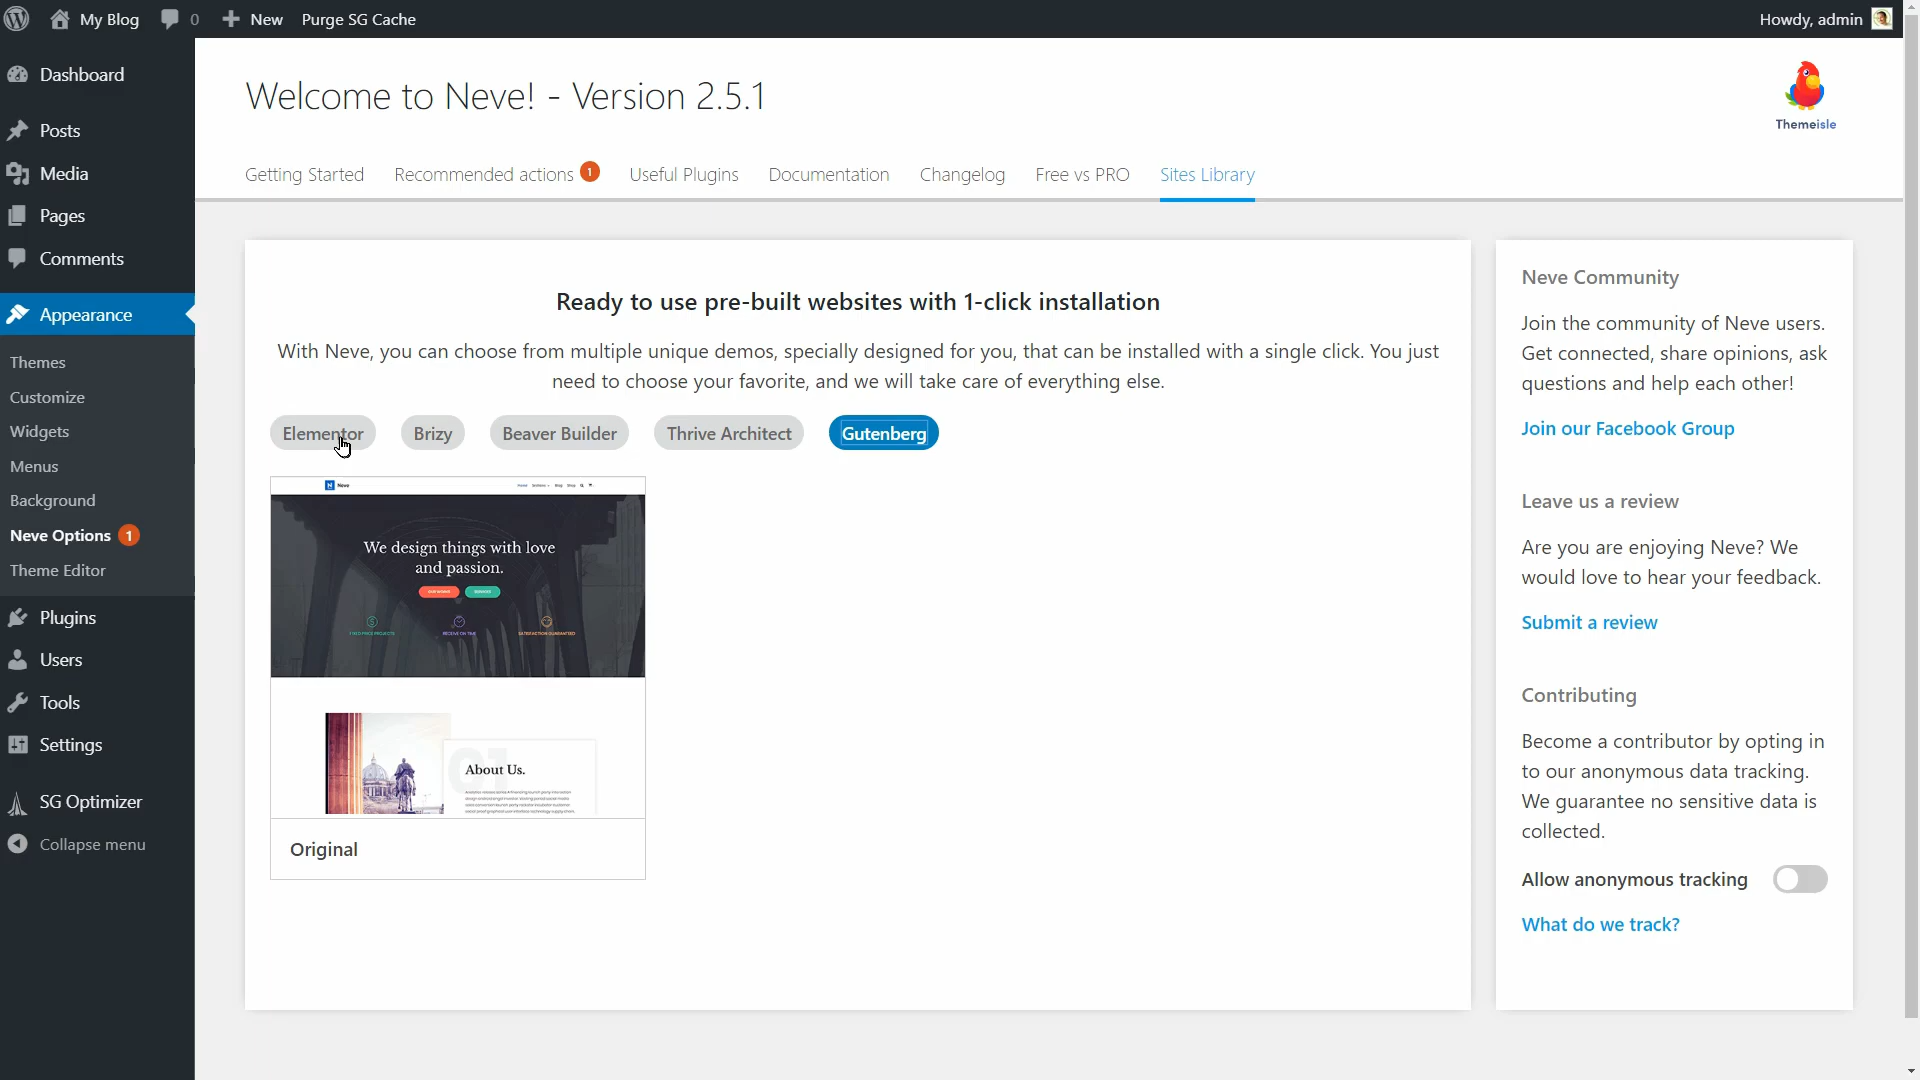 My Blog 0 New Purge SG Cache Howdy, admin
Dashboard
Posts
Media
Pages
Comments
Appearance
Themes
Customize
Widgets
Menus
Background
Neve Options 1
Theme Editor
Plugins
Users
Tools
Settings
SG Optimizer
Collapse menu
Welcome to Neve! - Version 2.5.1
Themeisle
Getting Started Recommended actions 1 Useful Plugins Documentation Changelog Free vs PRO Sites Library
Ready to use pre-built websites with 1-click installation
With Neve, you can choose from multiple unique demos, specially designed for you, that can be installed with a single click. You just
need to choose your favorite, and we will take care of everything else.
Elementor Brizy Beaver Builder Thrive Architect Gutenberg
N Neve
We design things with love
and passion.
01
About Us.
Original
Neve Community
Join the community of Neve users.
Get connected, share opinions, ask
questions and help each other!
Join our Facebook Group
Leave us a review
Are you are enjoying Neve? We
would love to hear your feedback.
Submit a review
Contributing
Become a contributor by opting in
to our anonymous data tracking.
We guarantee no sensitive data is
collected.
Allow anonymous tracking
What do we track?